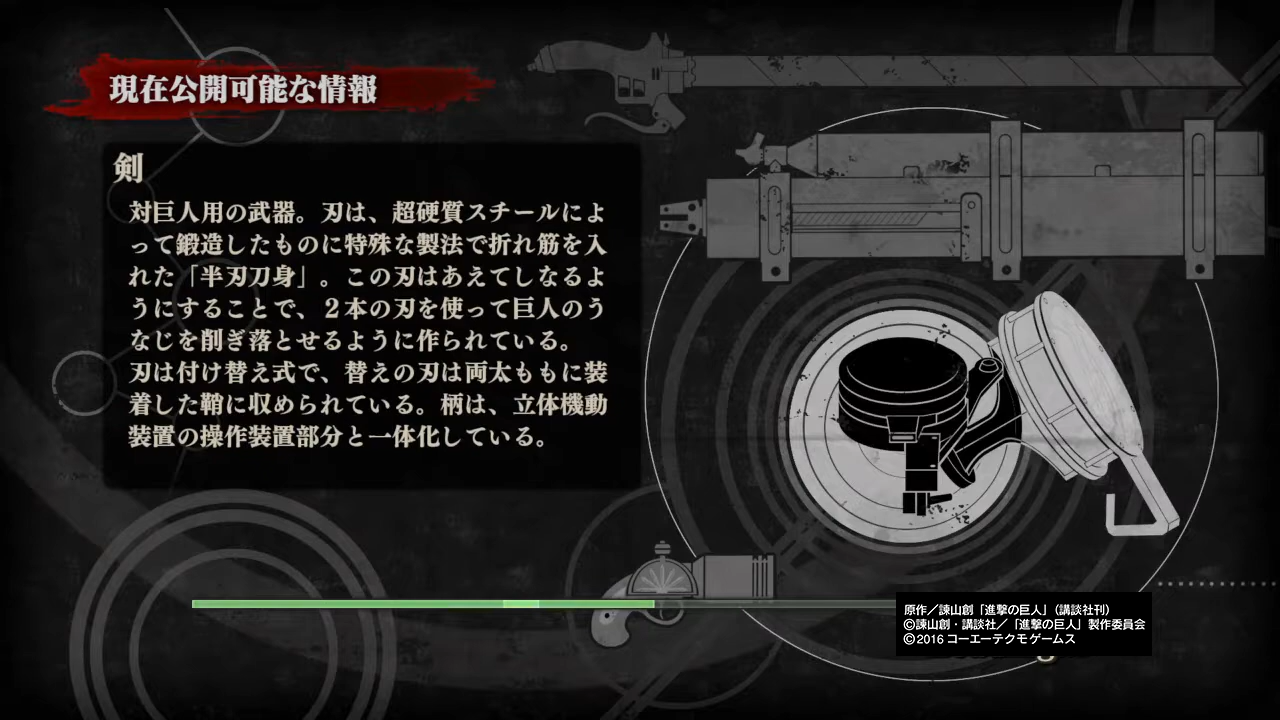 現在公開可能な情報
剣
対巨人用の武器。刃は、超硬質スチールによ
って鍛造したものに特殊な製法で折れ筋を入
れた「半刃刀身」。この刃はあえてしなるよ
うにすることで、２本の刃を使って巨人のう
なじを削ぎ落とせるように作られている。
刃は付け替え式で、替えの刃は両太ももに装
着した鞘に収められている。柄は、立体機動
装置の操作装置部分と一体化している。
原作／諫山創「進撃の巨人」（講談社刊）
©諫山創・講談社／「進撃の巨人」製作委員会
©2016 コーエーテクモゲームス